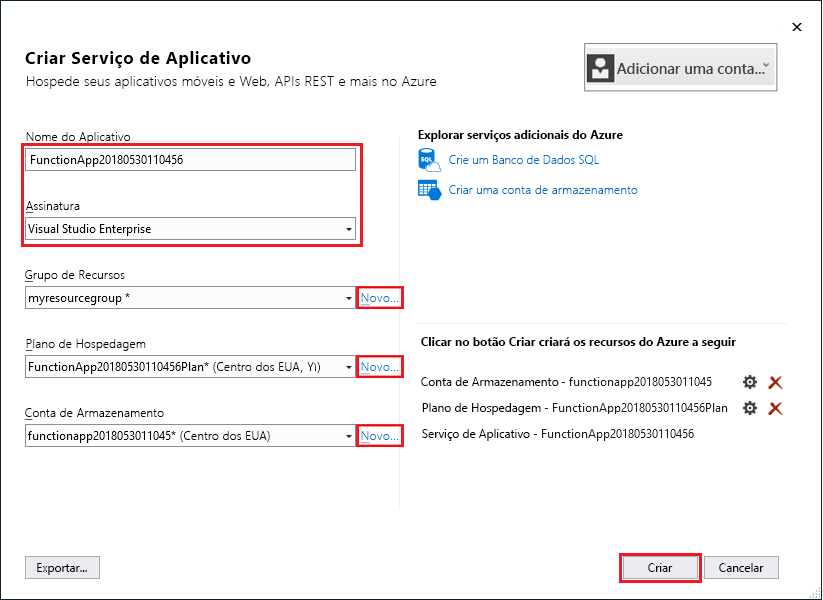 Criar Serviço de Aplicativo
Hospede seus aplicativos móveis e Web, APIs REST e mais no Azure
Adicionar uma conta...
Nome do Aplicativo
FunctionApp20180530110456
Assinatura
Visual Studio Enterprise
Grupo de Recursos
myresourcegroup *
Novo...
Plano de Hospedagem
FunctionApp20180530110456Plan* (Centro dos EUA, Yi)
Novo...
Conta de Armazenamento
functionapp2018053011045* (Centro dos EUA)
Novo...
Explorar serviços adicionais do Azure
SQL
Crie um Banco de Dados SQL
Criar uma conta de armazenamento
Clicar no botão Criar criará os recursos do Azure a seguir
Conta de Armazenamento - functionapp2018053011045
Plano de Hospedagem - FunctionApp20180530110456Plan
Serviço de Aplicativo - FunctionApp20180530110456
Exportar...
Criar
Cancelar